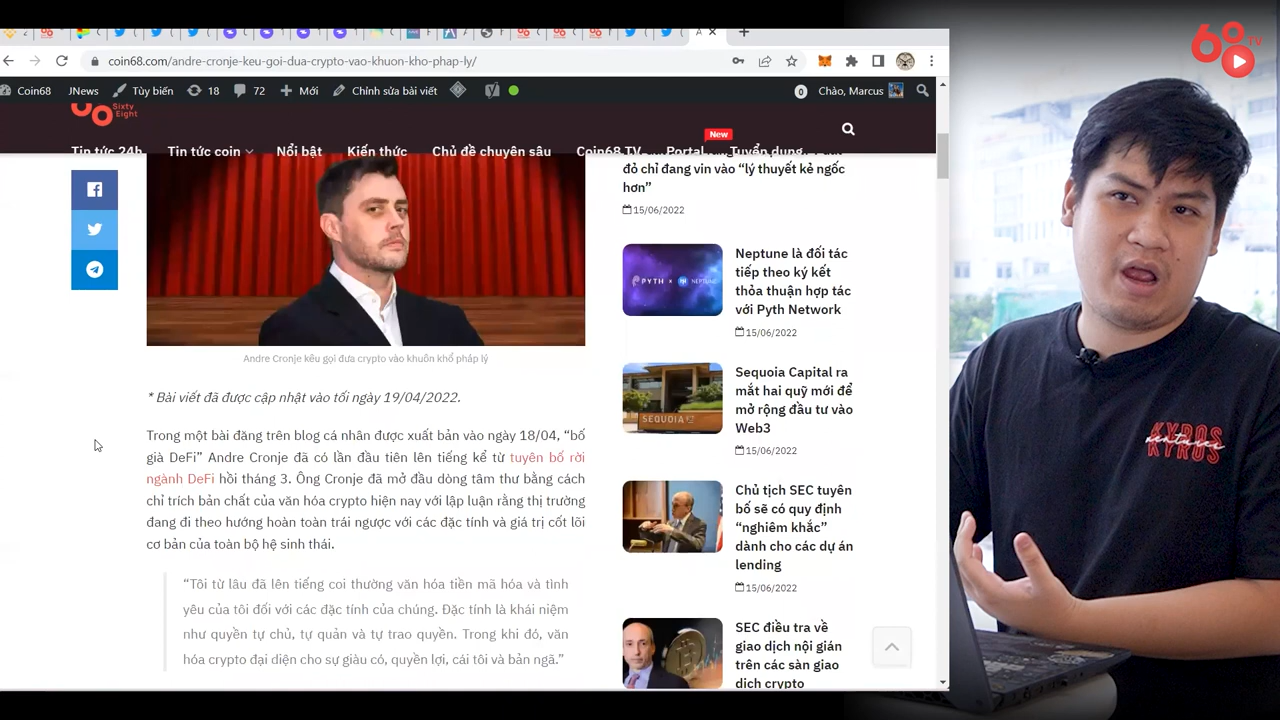 coin68.com/andre-cronje-keu-goi-dua-crypto-vao-khuon-kho-phap-ly/
Coin68
JNews
Tùy biến
18
72
Mới
Chỉnh sửa bài viết
0
Chào, Marcus
Sixty
Eight
New
Tin tức 24h
Tin tức coin
Nổi bật
Kiến thức
Chủ đề chuyên sâu
Coin68 TV
Portal
Tuyển dụng
Andre Cronje kêu gọi đưa crypto vào khuôn khổ pháp lý
* Bài viết đã được cập nhật vào tối ngày 19/04/2022.
Trong một bài đăng trên blog cá nhân được xuất bản vào ngày 18/04, “bố
già DeFi” Andre Cronje đã có lần đầu tiên lên tiếng kể từ tuyên bố rời
ngành DeFi hồi tháng 3. Ông Cronje đã mở đầu dòng tâm thư bằng cách
chỉ trích bản chất của văn hóa crypto hiện nay với lập luận rằng thị trường
đang đi theo hướng hoàn toàn trái ngược với các đặc tính và giá trị cốt lõi
cơ bản của toàn bộ hệ sinh thái.
“Tôi từ lâu đã lên tiếng coi thường văn hóa tiền mã hóa và tình
yêu của tôi đối với các đặc tính của chúng. Đặc tính là khái niệm
như quyền tự chủ, tự quản và tự trao quyền. Trong khi đó, văn
hóa crypto đại diện cho sự giàu có, quyền lợi, cái tôi và bản ngã.”
đỏ chỉ đang vin vào “lý thuyết kẻ ngốc
hơn”
15/06/2022
PYTH x NEPTUNE
Neptune là đối tác
tiếp theo ký kết
thỏa thuận hợp tác
với Pyth Network
15/06/2022
SEQUOIA
Sequoia Capital ra
mắt hai quỹ mới để
mở rộng đầu tư vào
Web3
15/06/2022
Chủ tịch SEC tuyên
bố sẽ có quy định
“nghiêm khắc”
dành cho các dự án
lending
15/06/2022
SEC điều tra về
giao dịch nội gián
trên các sàn giao
dịch crypto
68 TV
KYROS
ventures
KYROS